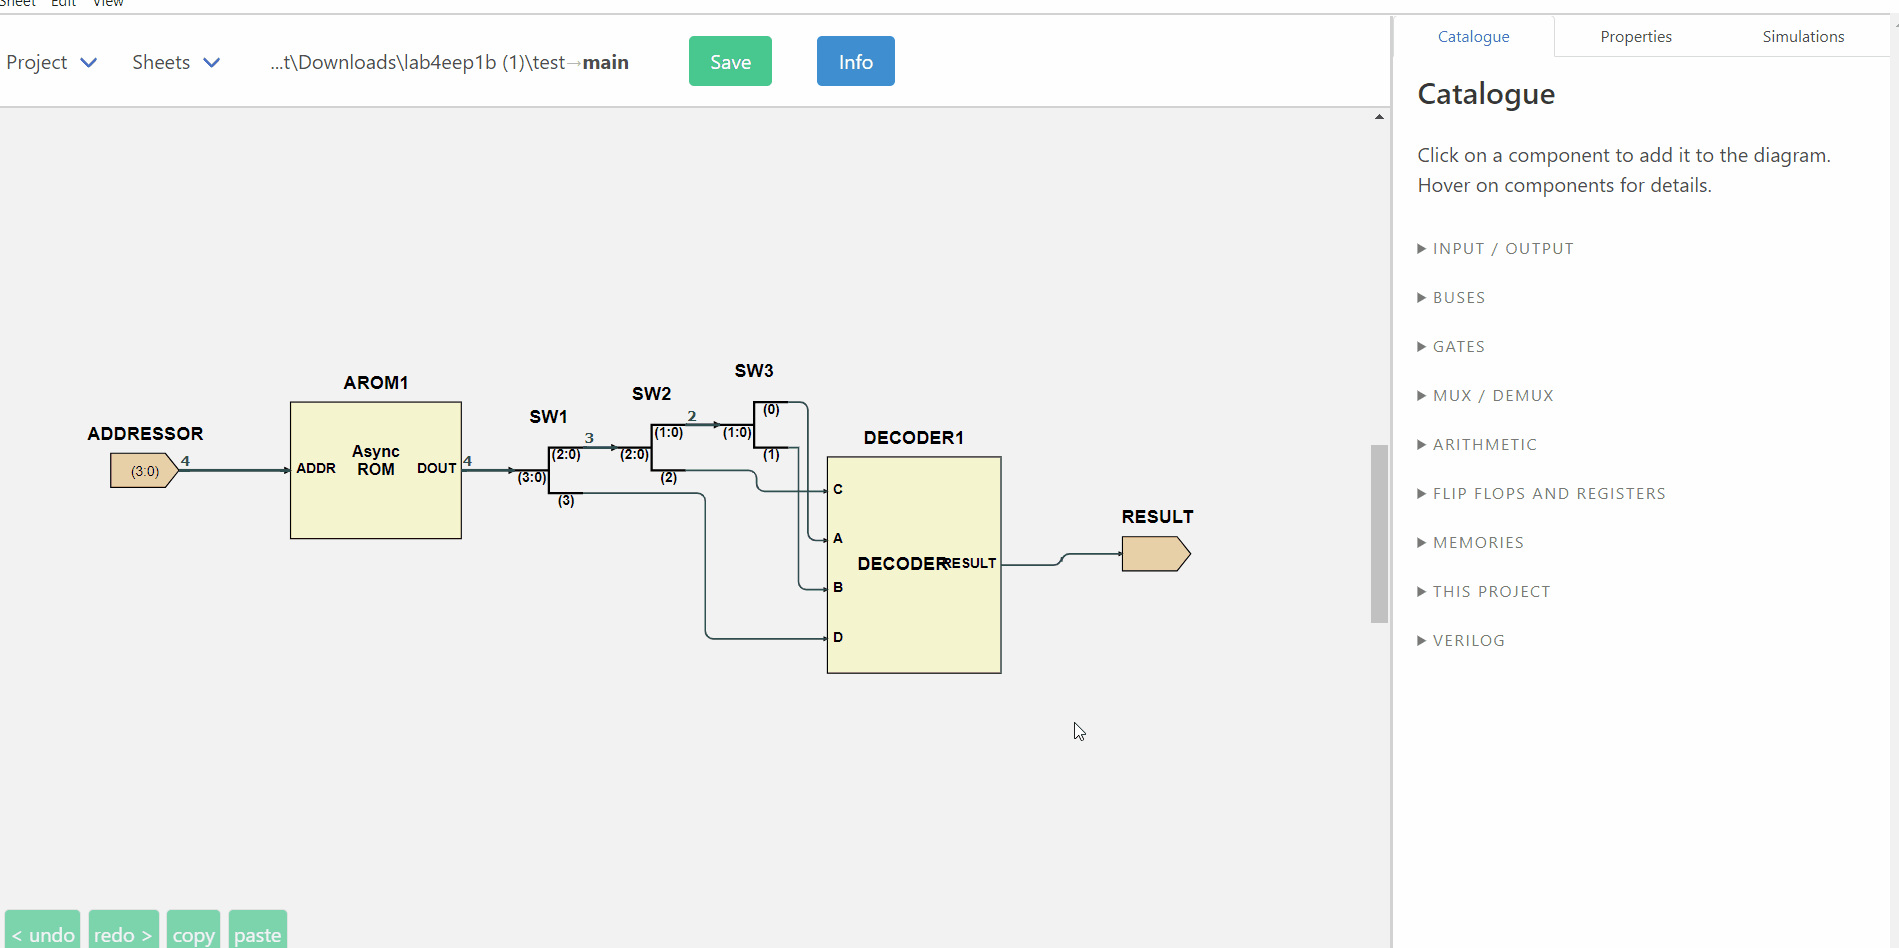 Sheet Edit View
Project Sheets ...t\Downloads\lab4eep1b (1)\test→main Save Info
Catalogue Properties Simulations
Catalogue
Click on a component to add it to the diagram.
Hover on components for details.
INPUT / OUTPUT
BUSES
GATES
MUX / DEMUX
ARITHMETIC
FLIP FLOPS AND REGISTERS
MEMORIES
THIS PROJECT
VERILOG
ADDRESSOR
(3:0)
4
AROM1
ADDR
Async
ROM
DOUT
4
SW1
(3:0)
(2:0)
(3)
3
SW2
(2:0)
(1:0)
(2)
2
SW3
(1:0)
(0)
(1)
DECODER1
C
A
B
D
DECODER
RESULT
RESULT
< undo redo > copy paste